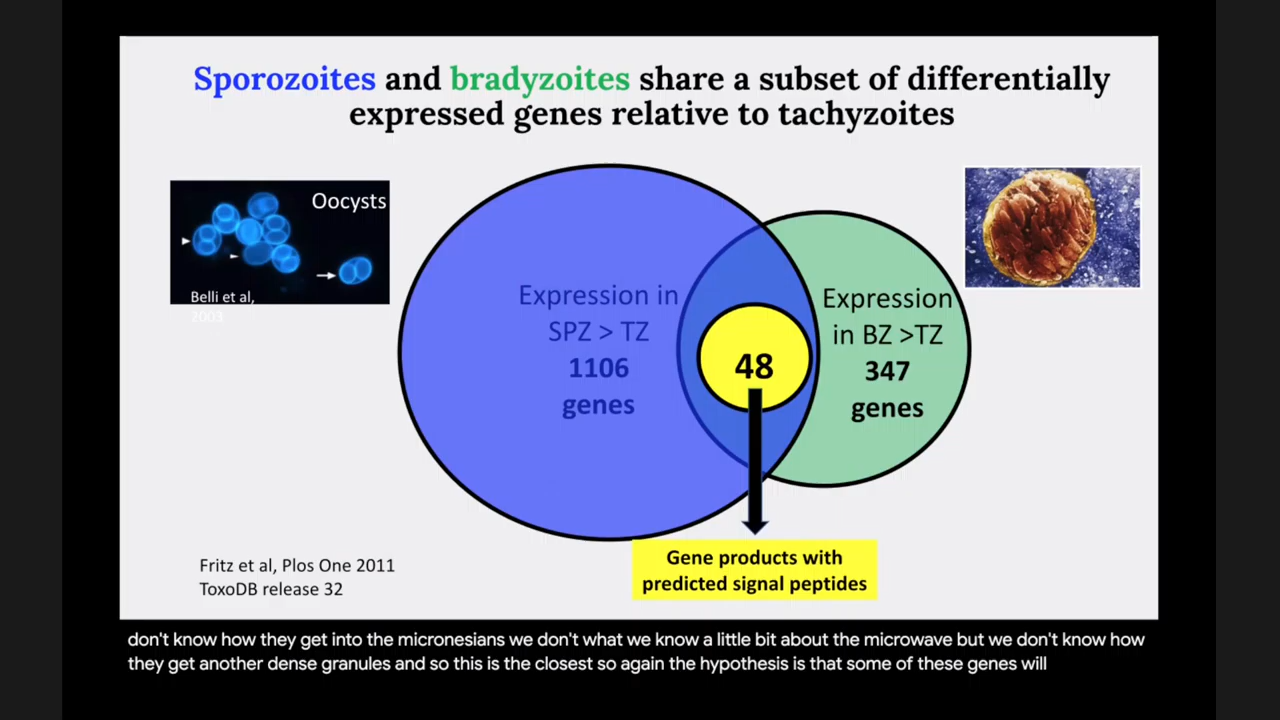 Sporozoites and bradyzoites share a subset of differentially
expressed genes relative to tachyzoites
Oocysts
Belli et al,
2003
Expression in
SPZ > TZ
1106
genes
48
Expression
in BZ >TZ
347
genes
Gene products with
predicted signal peptides
Fritz et al, Plos One 2011
ToxoDB release 32
don't know how they get into the micronesians we don't what we know a little bit about the microwave but we don't know how
they get another dense granules and so this is the closest so again the hypothesis is that some of these genes will